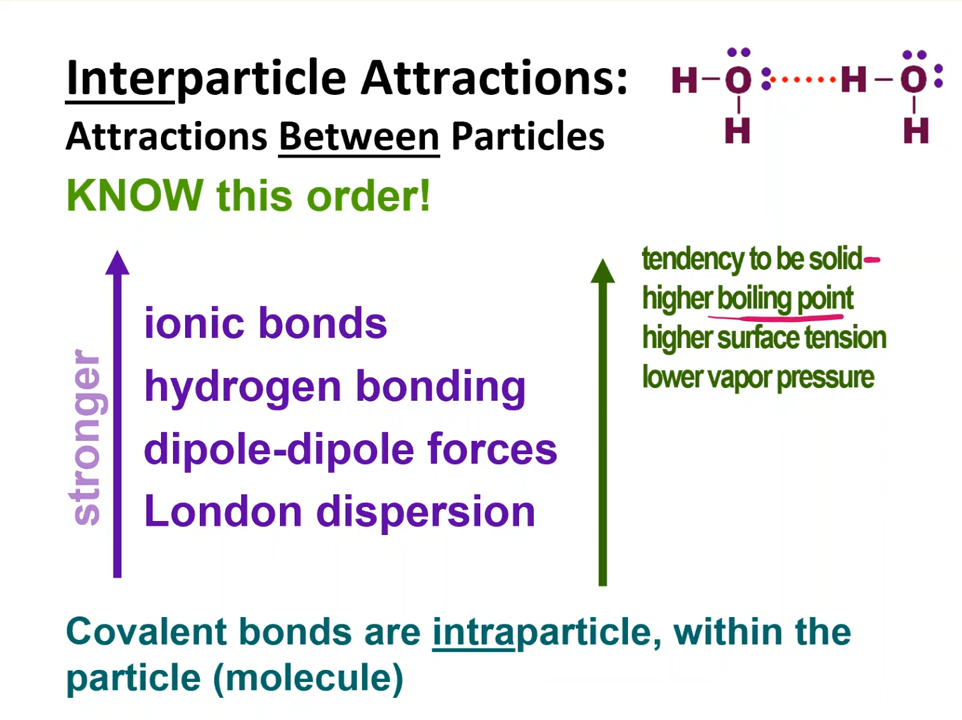 Interparticle Attractions:
Attractions Between Particles
KNOW this order!
H–O:······H–O:
H H
stronger
ionic bonds
hydrogen bonding
dipole-dipole forces
London dispersion
tendency to be solid
higher boiling point
higher surface tension
lower vapor pressure
Covalent bonds are intraparticle, within the
particle (molecule)